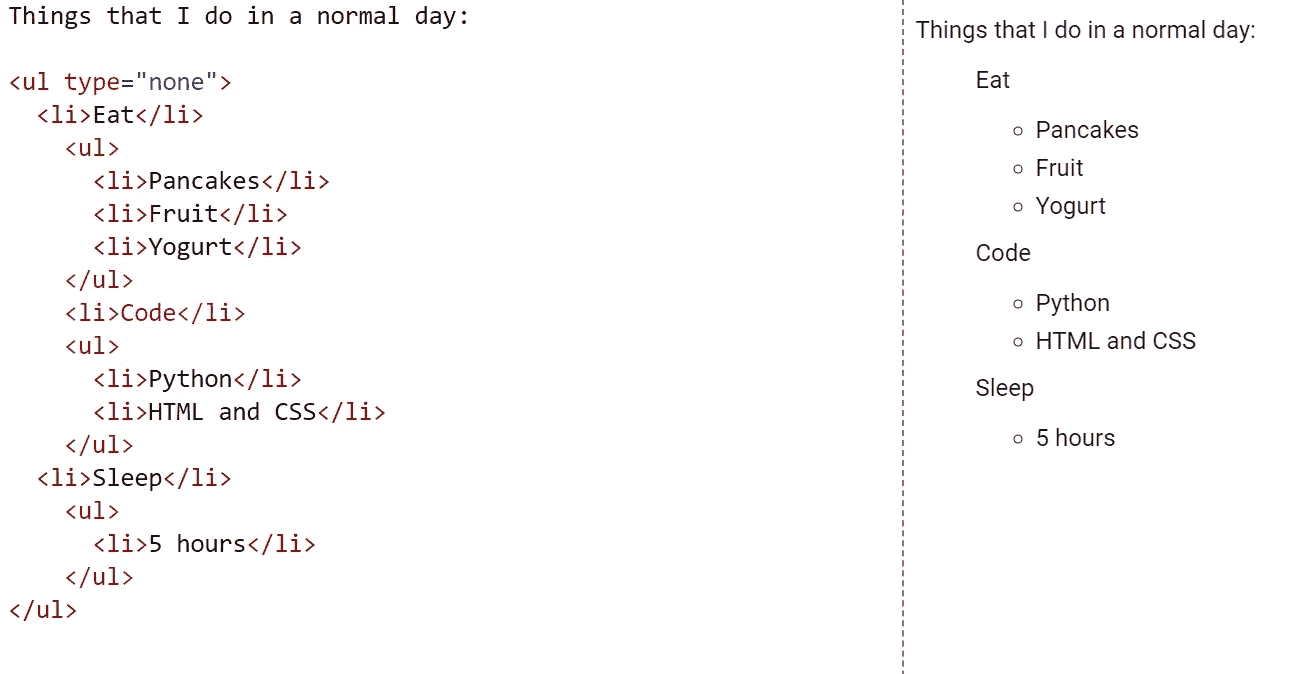 Things that I do in a normal day:
<ul type="none">
<li>Eat</li>
<ul>
<li>Pancakes</li>
<li>Fruit</li>
<li>Yogurt</li>
</ul>
<li>Code</li>
<ul>
<li>Python</li>
<li>HTML and CSS</li>
</ul>
<li>Sleep</li>
<ul>
<li>5 hours</li>
</ul>
</ul>
Things that I do in a normal day:
Eat
Pancakes
Fruit
Yogurt
Code
Python
HTML and CSS
Sleep
5 hours